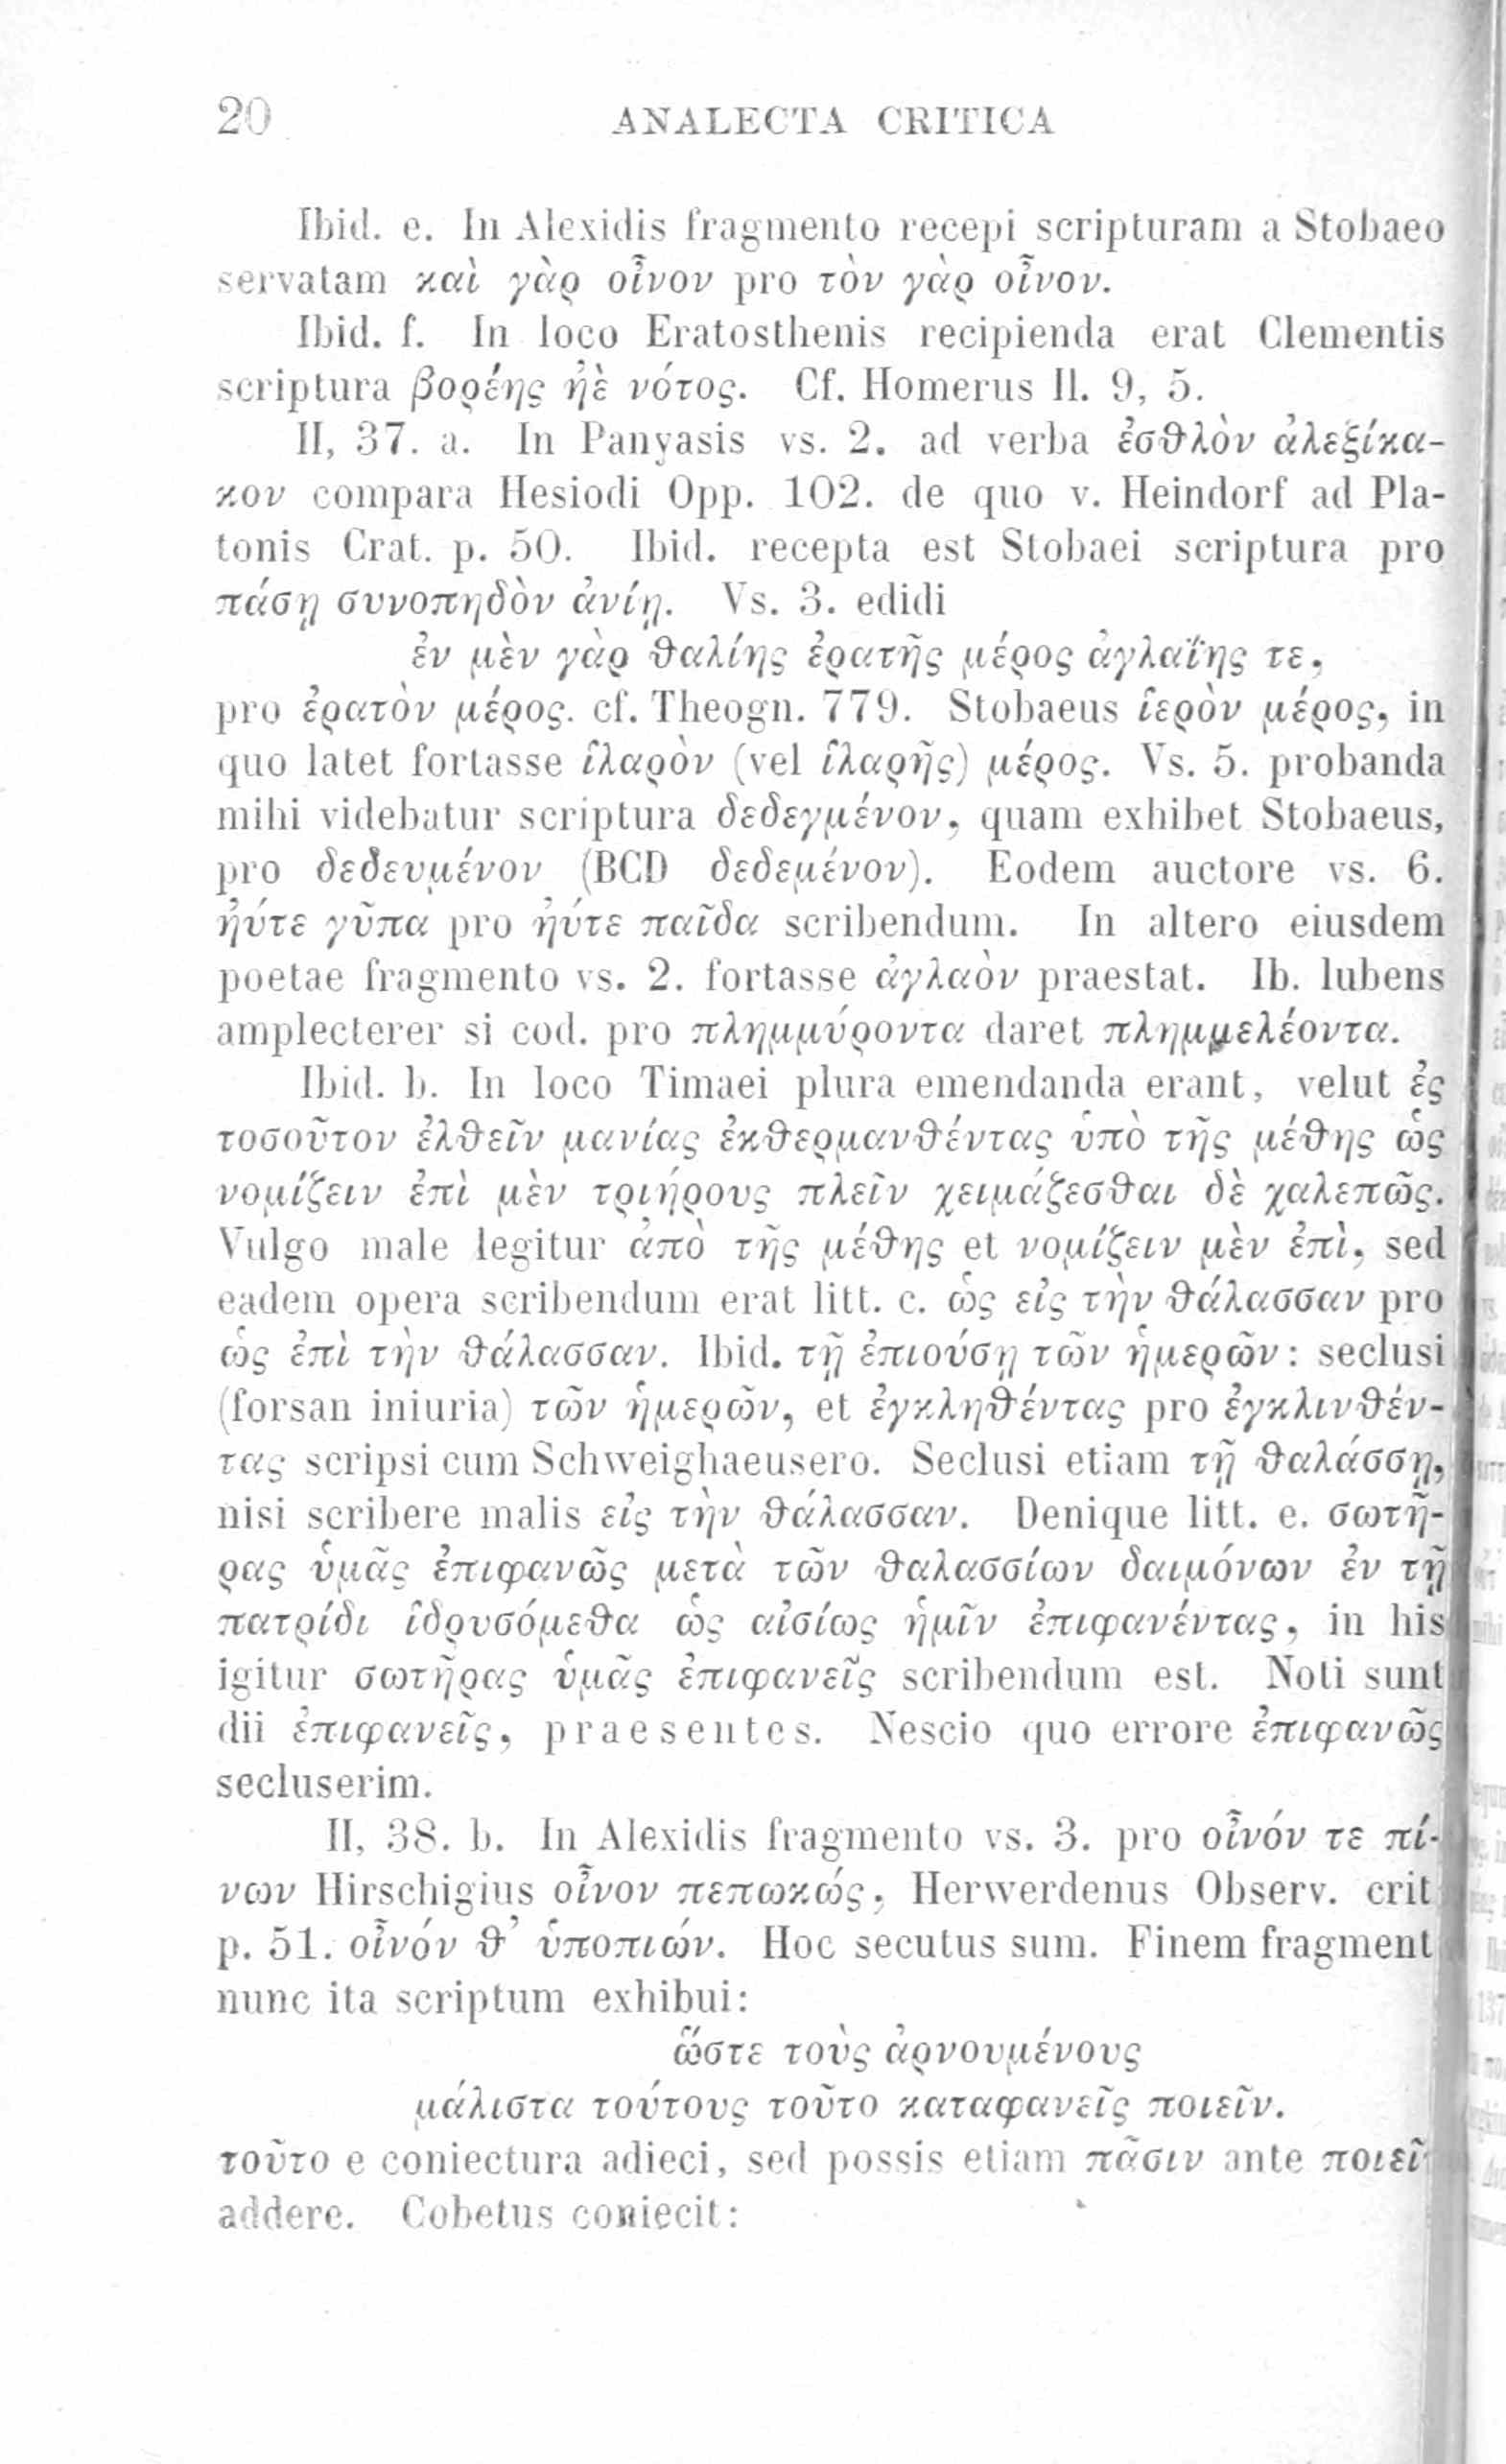 20 ANALECTA CRITICA
Ibid. e. In Alexidis fragmento recepi scripturam a Stobaeo
servatam καὶ γὰρ οἶνον pro τὸν γὰρ οἶνον.
Ibid. f. In loco Eratosthenis recipienda erat Clementis
scriptura βορέης ἠὲ νότος. Cf. Homerus Il. 9, 5.
II, 37. a. In Panyasis vs. 2. ad verba ἐσθλὸν ἀλεξίκα-
κον compara Hesiodi Opp. 102. de quo v. Heindorf ad Pla-
tonis Crat. p. 50. Ibid. recepta est Stobaei scriptura pro
πάσῃ συνοπηδὸν ἀνίῃ. Vs. 3. edidi
ἐν μὲν γὰρ θαλίης ἐρατῆς μέρος ἀγλαΐης τε,
pro ἐρατὸν μέρος. cf. Theogn. 779. Stobaeus ἱερὸν μέρος, in
quo latet fortasse ἱλαρὸν (vel ἱλαρῆς) μέρος. Vs. 5. probanda
mihi videbatur scriptura δεδεγμένον, quam exhibet Stobaeus,
pro δεδευμένον (BCD δεδεμένον). Eodem auctore vs. 6.
ἠύτε γῦπα pro ἠύτε παῖδα scribendum. In altero eiusdem
poetae fragmento vs. 2. fortasse ἀγλαὸν praestat. Ib. lubens
amplecterer si cod. pro πλημμύροντα daret πλημμελέοντα.
Ibid. b. In loco Timaei plura emendanda erant, velut ἐς
τοσοῦτον ἐλθεῖν μανίας ἐκθερμανθέντας ὑπὸ τῆς μέθης ὡς
νομίζειν ἐπὶ μὲν τριήρους πλεῖν χειμάζεσθαι δὲ χαλεπῶς.
Vulgo male legitur ἀπὸ τῆς μέθης et νομίζειν μὲν ἐπὶ, sed
eadem opera scribendum erat litt. c. ὡς εἰς τὴν θάλασσαν pro
ὡς ἐπὶ τὴν θάλασσαν. Ibid. τῇ ἐπιούσῃ τῶν ἡμερῶν: seclusi
(forsan iniuria) τῶν ἡμερῶν, et ἐγκληθέντας pro ἐγκλινθέν-
τας scripsi cum Schweighaeusero. Seclusi etiam τῇ θαλάσσῃ,
nisi scribere malis εἰς τὴν θάλασσαν. Denique litt. e. σωτῆ-
ρας ὑμᾶς ἐπιφανῶς μετὰ τῶν θαλασσίων δαιμόνων ἐν τῇ
πατρίδι ἱδρυσόμεθα ὡς αἰσίως ἡμῖν ἐπιφανέντας, in his
igitur σωτῆρας ὑμᾶς ἐπιφανεῖς scribendum est. Noti sunt
dii ἐπιφανεῖς, praesentes. Nescio quo errore ἐπιφανῶς
secluserim.
II, 38. b. In Alexidis fragmento vs. 3. pro οἶνόν τε πί-
νων Hirschigius οἶνον πεπωκώς, Herwerdenus Observ. crit
p. 51. οἶνόν θ’ ὑποπιών. Hoc secutus sum. Finem fragment
nunc ita scriptum exhibui:
ὥστε τοὺς ἀρνουμένους
μάλιστα τούτους τοῦτο καταφανεῖς ποιεῖν.
τοῦτο e coniectura adieci, sed possis etiam πᾶσιν ante ποιεῖ
addere. Cobetus coniecit: